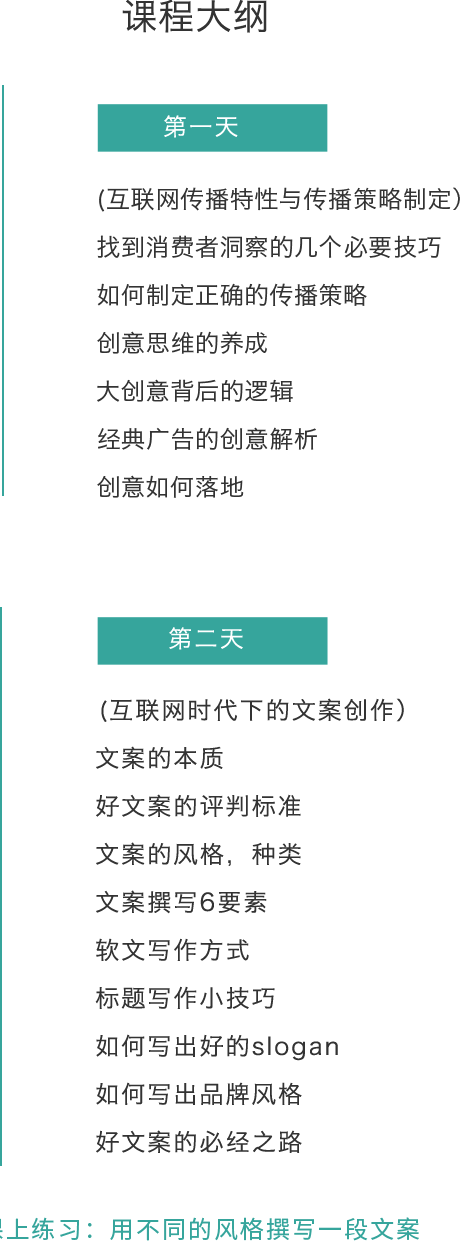 课程大纲
第一天
(互联网传播特性与传播策略制定）
找到消费者洞察的几个必要技巧
如何制定正确的传播策略
创意思维的养成
大创意背后的逻辑
经典广告的创意解析
创意如何落地
第二天
(互联网时代下的文案创作）
文案的本质
好文案的评判标准
文案的风格，种类
文案撰写6要素
软文写作方式
标题写作小技巧
如何写出好的slogan
如何写出品牌风格
好文案的必经之路
课上练习：用不同的风格撰写一段文案